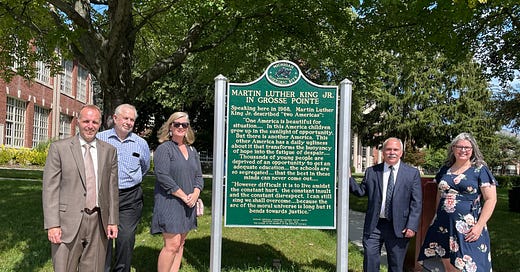 MARTIN LUTHER KING JR.
IN GROSSE POINTE
Speaking here in 1968, Martin Luther
King Jr. described "two Americas":
"One America is beautiful for
situation.... In this America children
grow up in the sunlight of opportunity.
But there is another America. This
other America has a daily ugliness
about it that transforms the buoyancy
of hope into the fatigue of despair....
Thousands of young people are
deprived of an opportunity to get an
adequate education... the schools are
so segregated... that the best in these
minds can never come out....
"However difficult it is to live amidst
the constant hurt, the constant insult
and the constant disrespect, I can still
sing we shall overcome...because the
arc of the moral universe is long but it
bends towards justice."